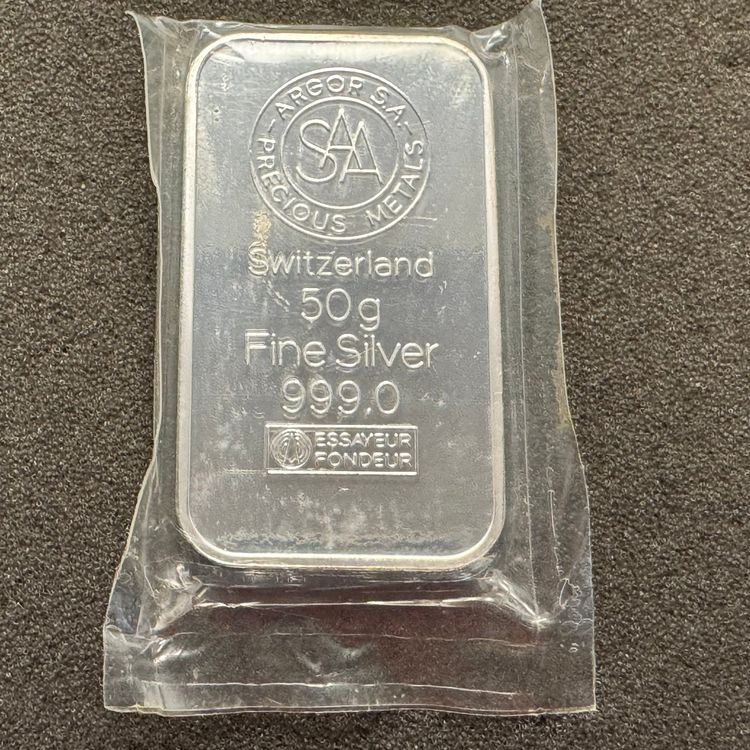 ARGOR S.A.
SAA
PRECIOUS METALS
Switzerland
50g
Fine Silver
999,0
ESSAYEUR
FONDEUR